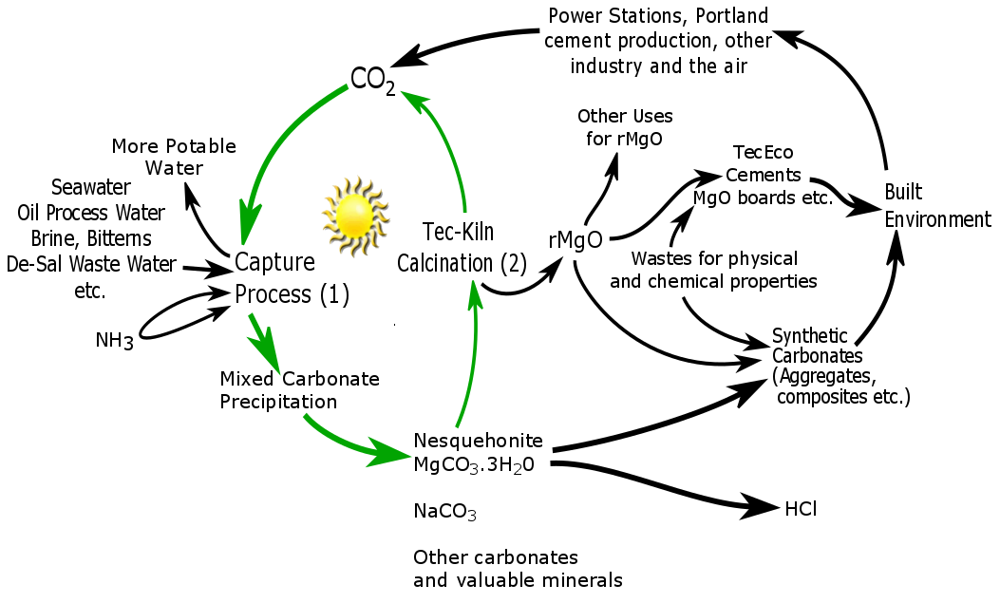 Power Stations, Portland
cement production, other
industry and the air
CO₂
Other Uses
for rMgO
More Potable
Water
TecEco
Cements
MgO boards etc.
Seawater
Oil Process Water
Brine, Bitterns
De-Sal Waste Water
etc.
Built
Environment
Tec-Kiln
Calcination (2)
rMgO
Capture
Process (1)
Wastes for physical
and chemical properties
NH3
Synthetic
Carbonates
(Aggregates,
composites etc.)
Mixed Carbonate
Precipitation
Nesquehonite
MgCO₃.3H₂0
HCl
NaCO₃
Other carbonates
and valuable minerals